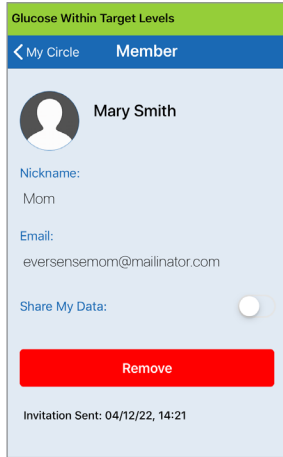 Glucose Within Target Levels
My Circle Member
Mary Smith
Nickname:
Mom
Email:
eversensemom@mailinator.com
Share My Data:
Remove
Invitation Sent: 04/12/22, 14:21